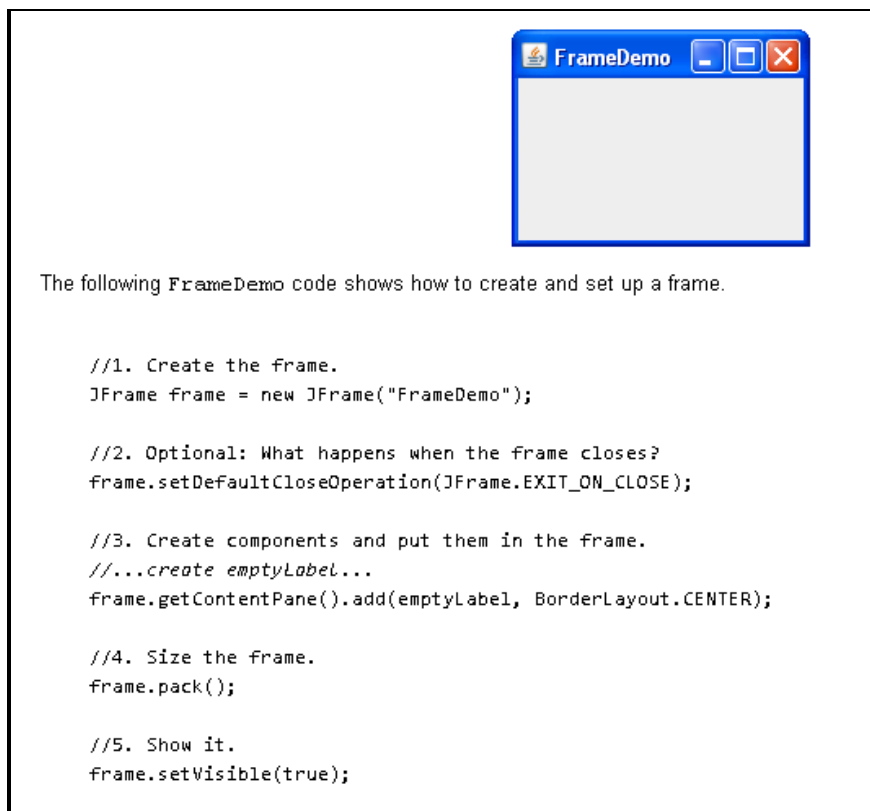 FrameDemo
The following FrameDemo code shows how to create and set up a frame.
//1. Create the frame.
JFrame frame = new JFrame("FrameDemo");
//2. Optional: What happens when the frame closes?
frame.setDefaultCloseOperation(JFrame.EXIT_ON_CLOSE);
//3. Create components and put them in the frame.
//...create emptyLabel...
frame.getContentPane().add(emptyLabel, BorderLayout.CENTER);
//4. Size the frame.
frame.pack();
//5. Show it.
frame.setVisible(true);